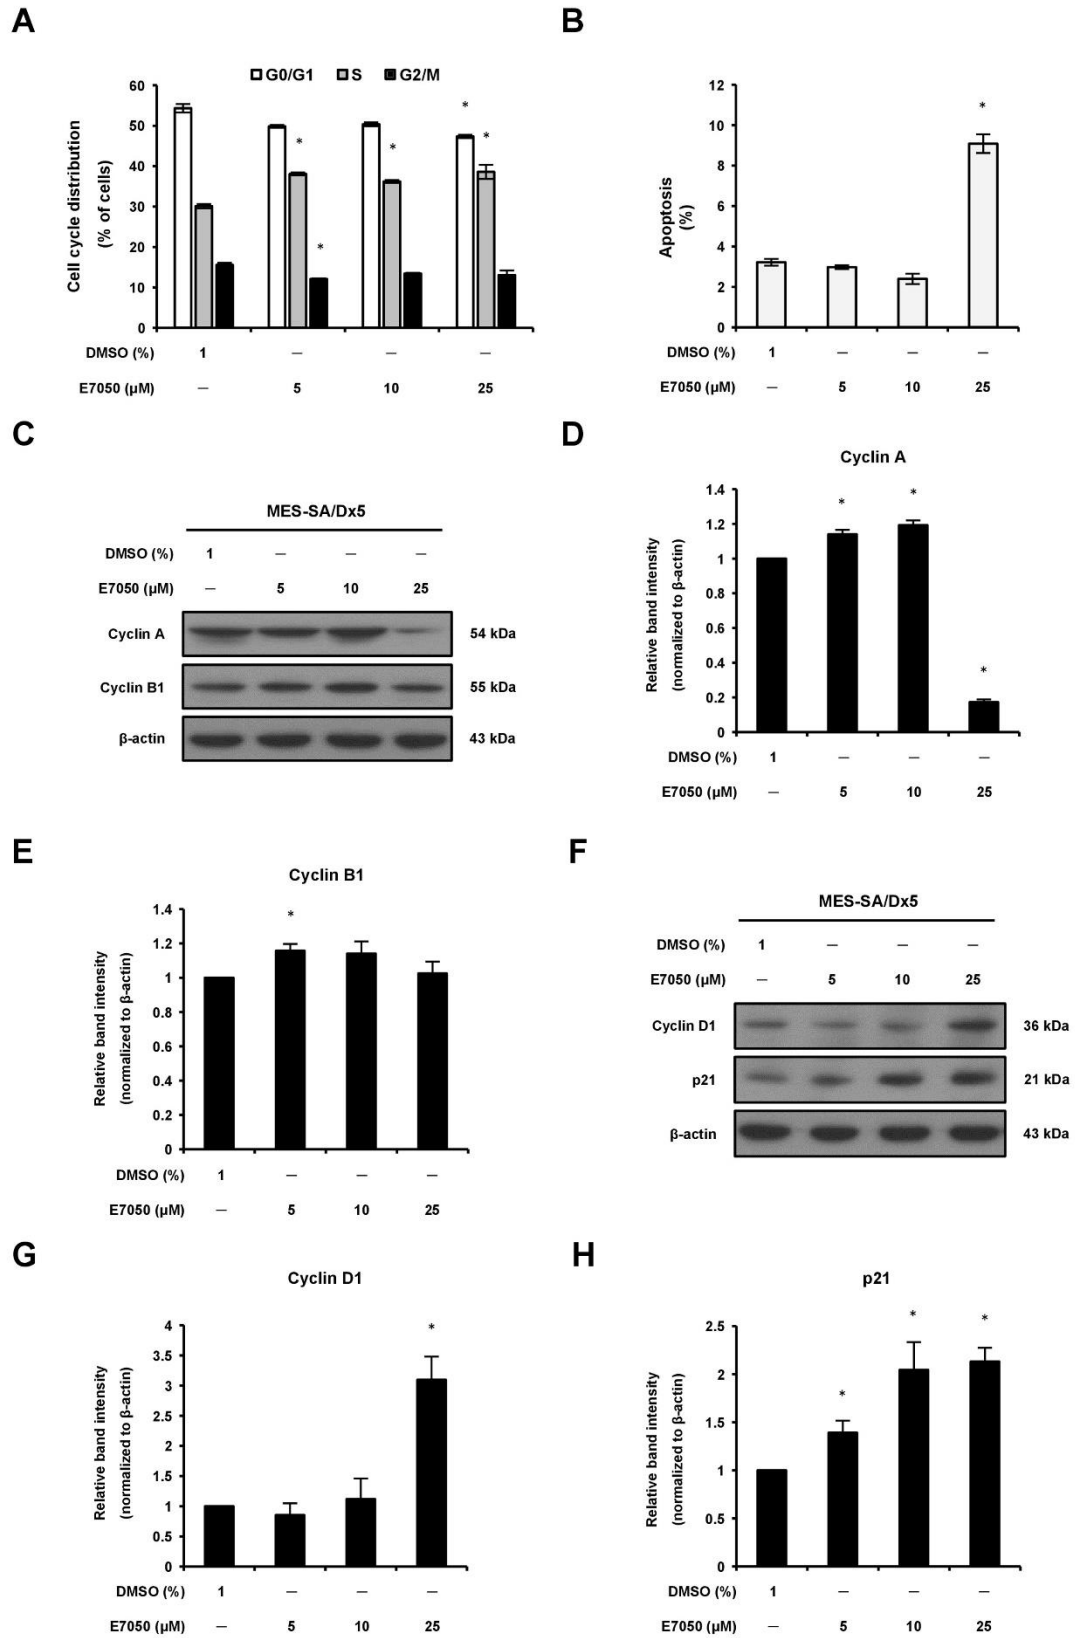 A
G0/G1 S G2/M
Cell cycle distribution
(% of cells)
60
50
40
30
20
10
0
* * * * *
DMSO (%) 1 — — —
E7050 (μM) — 5 10 25
B
Apoptosis
(%)
12
10
8
6
4
2
0
*
DMSO (%) 1 — — —
E7050 (μM) — 5 10 25
C
MES-SA/Dx5
DMSO (%) 1 — — —
E7050 (μM) — 5 10 25
Cyclin A 54 kDa
Cyclin B1 55 kDa
β-actin 43 kDa
D
Cyclin A
Relative band intensity
(normalized to β-actin)
1.4
1.2
1
0.8
0.6
0.4
0.2
0
* * *
DMSO (%) 1 — — —
E7050 (μM) — 5 10 25
E
Cyclin B1
Relative band intensity
(normalized to β-actin)
1.4
1.2
1
0.8
0.6
0.4
0.2
0
*
DMSO (%) 1 — — —
E7050 (μM) — 5 10 25
F
MES-SA/Dx5
DMSO (%) 1 — — —
E7050 (μM) — 5 10 25
Cyclin D1 36 kDa
p21 21 kDa
β-actin 43 kDa
G
Cyclin D1
Relative band intensity
(normalized to β-actin)
4
3.5
3
2.5
2
1.5
1
0.5
0
*
DMSO (%) 1 — — —
E7050 (μM) — 5 10 25
H
p21
Relative band intensity
(normalized to β-actin)
2.5
2
1.5
1
0.5
0
* * *
DMSO (%) 1 — — —
E7050 (μM) — 5 10 25